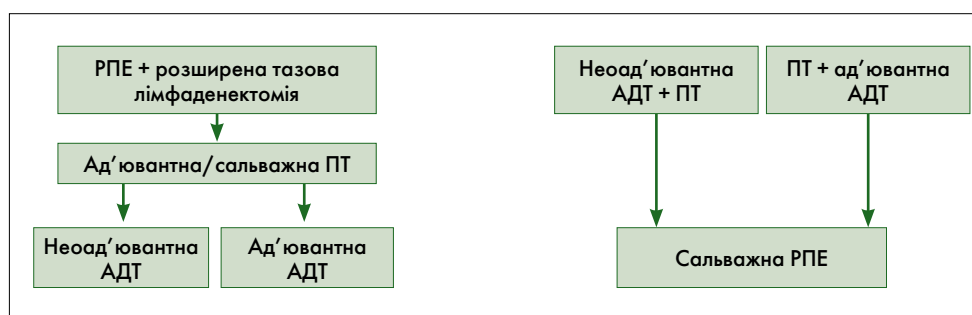 РПЕ + розширена тазова
лімфаденектомія
Ад’ювантна/сальважна ПТ
Неоад’ювантна
АДТ
Ад’ювантна
АДТ
Неоад’ювантна
АДТ + ПТ
ПТ + ад’ювантна
АДТ
Сальважна РПЕ